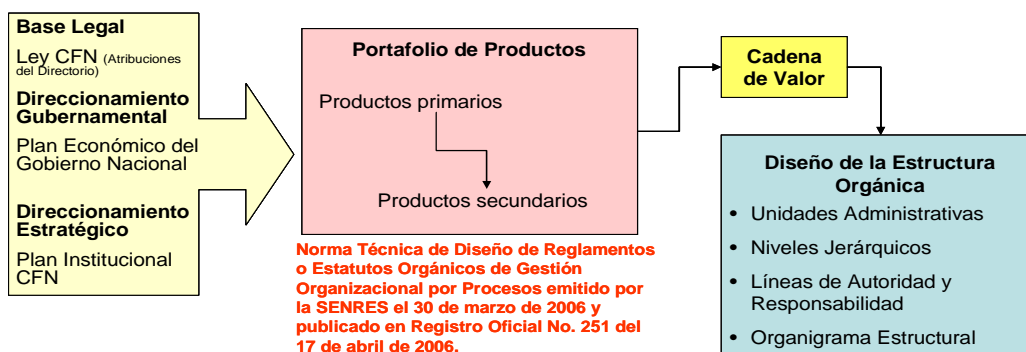 Base Legal
Ley CFN (Atribuciones
del Directorio)
Direccionamiento
Gubernamental
Plan Económico del
Gobierno Nacional
Direccionamiento
Estratégico
Plan Institucional
CFN
Portafolio de Productos
Productos primarios
Productos secundarios
Norma Técnica de Diseño de Reglamentos
o Estatutos Orgánicos de Gestión
Organizacional por Procesos emitido por
la SENRES el 30 de marzo de 2006 y
publicado en Registro Oficial No. 251 del
17 de abril de 2006.
Cadena
de Valor
Diseño de la Estructura
Orgánica
• Unidades Administrativas
• Niveles Jerárquicos
• Líneas de Autoridad y
Responsabilidad
• Organigrama Estructural